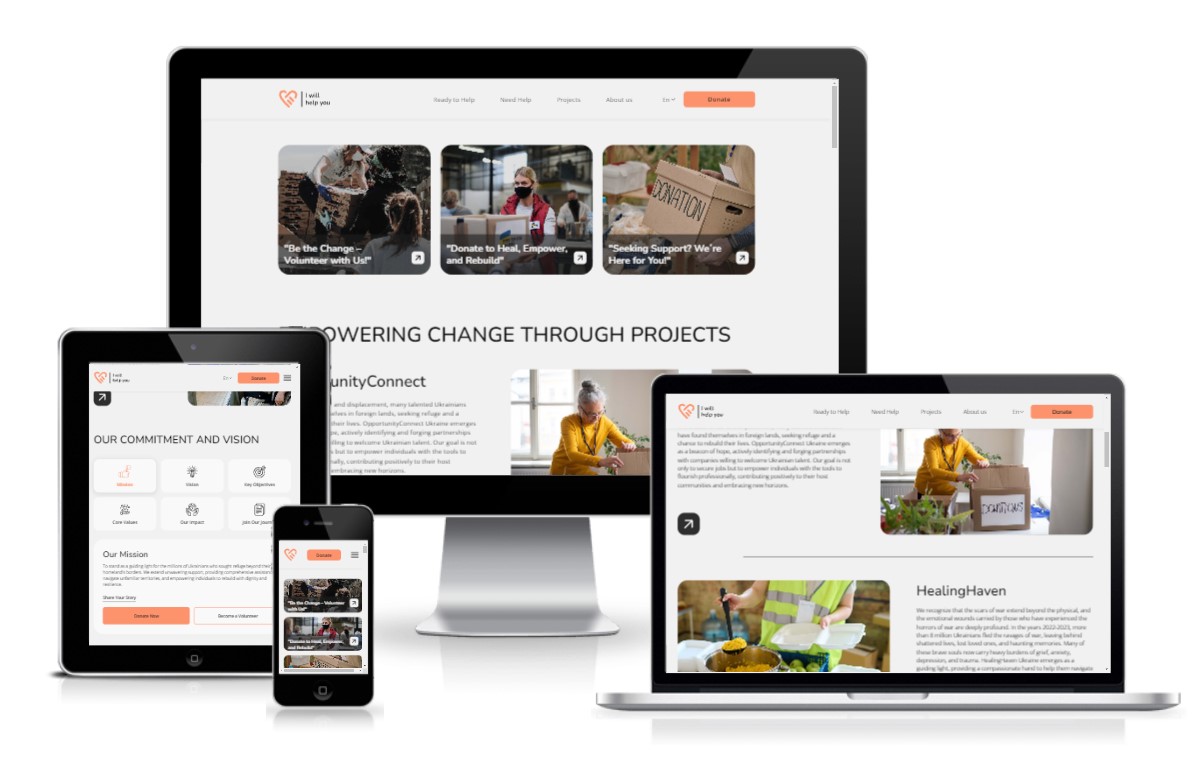 I will
help you
Ready to Help
Need Help
Projects
About us
En
Donate
"Be the Change –
Volunteer with Us!"
"Donate to Heal, Empower,
and Rebuild"
DONATION
"Seeking Support? We're
Here for You!"
POWERING CHANGE THROUGH PROJECTS
unityConnect
and displacement, many talented Ukrainians
selves in foreign lands, seeking refuge and a
their lives. OpportunityConnect Ukraine emerges
pe, actively identifying and forging partnerships
lling to welcome Ukrainian talent. Our goal is not
s but to empower individuals with the tools to
nally, contributing positively to their host
embracing new horizons.
I will
help you
En
Donate
OUR COMMITMENT AND VISION
Mission
Vision
Key Objectives
Core Values
Our Impact
Join Our Journ
Our Mission
To stand as a guiding light for the millions of Ukrainians who sought refuge beyond their
homeland's borders. We extend unwavering support, providing comprehensive assistan
navigate unfamiliar territories, and empowering individuals to rebuild with dignity and
resilience.
Share Your Story
Donate Now
Become a Volunteer
Donate
"Be the Change – Volunteer
with Us!"
"Donate to Heal, Empower,
and Rebuild"
I will
help you
Ready to Help
Need Help
Projects
About us
En
Donate
have found themselves in foreign lands, seeking refuge and a
chance to rebuild their lives. OpportunityConnect Ukraine emerges
as a beacon of hope, actively identifying and forging partnerships
with companies willing to welcome Ukrainian talent. Our goal is not
only to secure jobs but to empower individuals with the tools to
flourish professionally, contributing positively to their host
communities and embracing new horizons.
DONATIONS
HealingHaven
We recognize that the scars of war extend beyond the physical, and
the emotional wounds carried by those who have experienced the
horrors of war are deeply profound. In the years 2022-2023, more
than 8 million Ukrainians fled the ravages of war, leaving behind
shattered lives, lost loved ones, and haunting memories. Many of
these brave souls now carry heavy burdens of grief, anxiety,
depression, and trauma. HealingHaven Ukraine emerges as a
guiding light, providing a compassionate hand to help them navigate